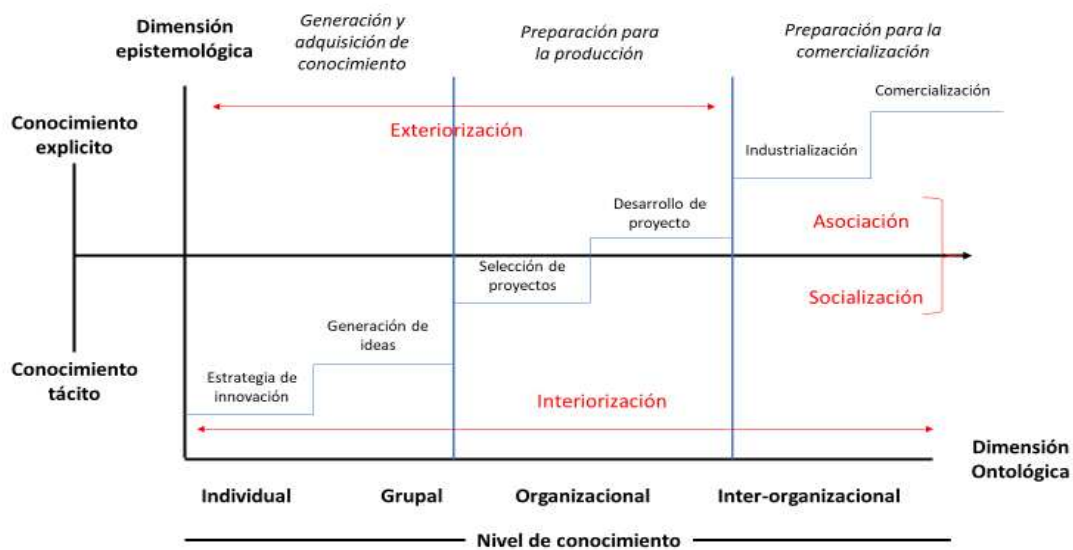 Dimensión
epistemológica
Generación y
adquisición de
conocimiento
Preparación para
la producción
Preparación para la
comercialización
Comercialización
Conocimiento
explicito
Exteriorización
Industrialización
Desarrollo de
proyecto
Asociación
Selección de
proyectos
Socialización
Generación de
ideas
Conocimiento
tácito
Estrategia de
innovación
Interiorización
Dimensión
Ontológica
Individual
Grupal
Organizacional
Inter-organizacional
Nivel de conocimiento